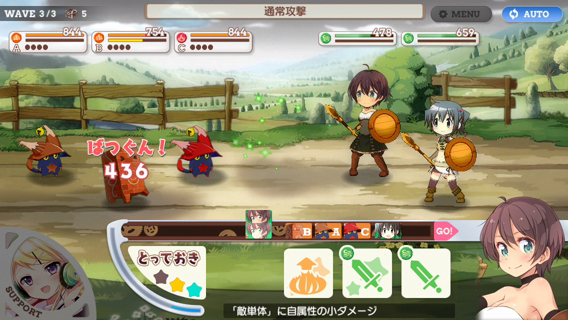 WAVE 3/3 5
通常攻撃
MENU
AUTO
844
A
754
B
844
C
478
659
ばつぐん!
436
B A C GO!
とっておき
SUPPORT
「敵単体」に自属性の小ダメージ